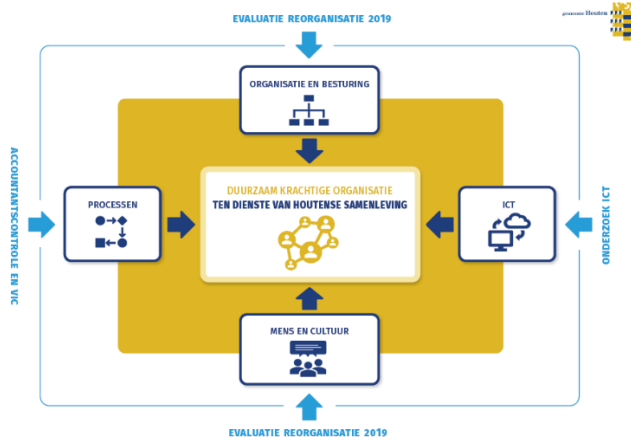 EVALUATIE REORGANISATIE 2019
gemeente Houten
ORGANISATIE EN BESTURING
DUURZAAM KRACHTIGE ORGANISATIE
TEN DIENSTE VAN HOUTENSE SAMENLEVING
PROCESSEN
ICT
ACCOUNTANTSCONTROLE EN VIC
ONDERZOEK ICT
MENS EN CULTUUR
EVALUATIE REORGANISATIE 2019